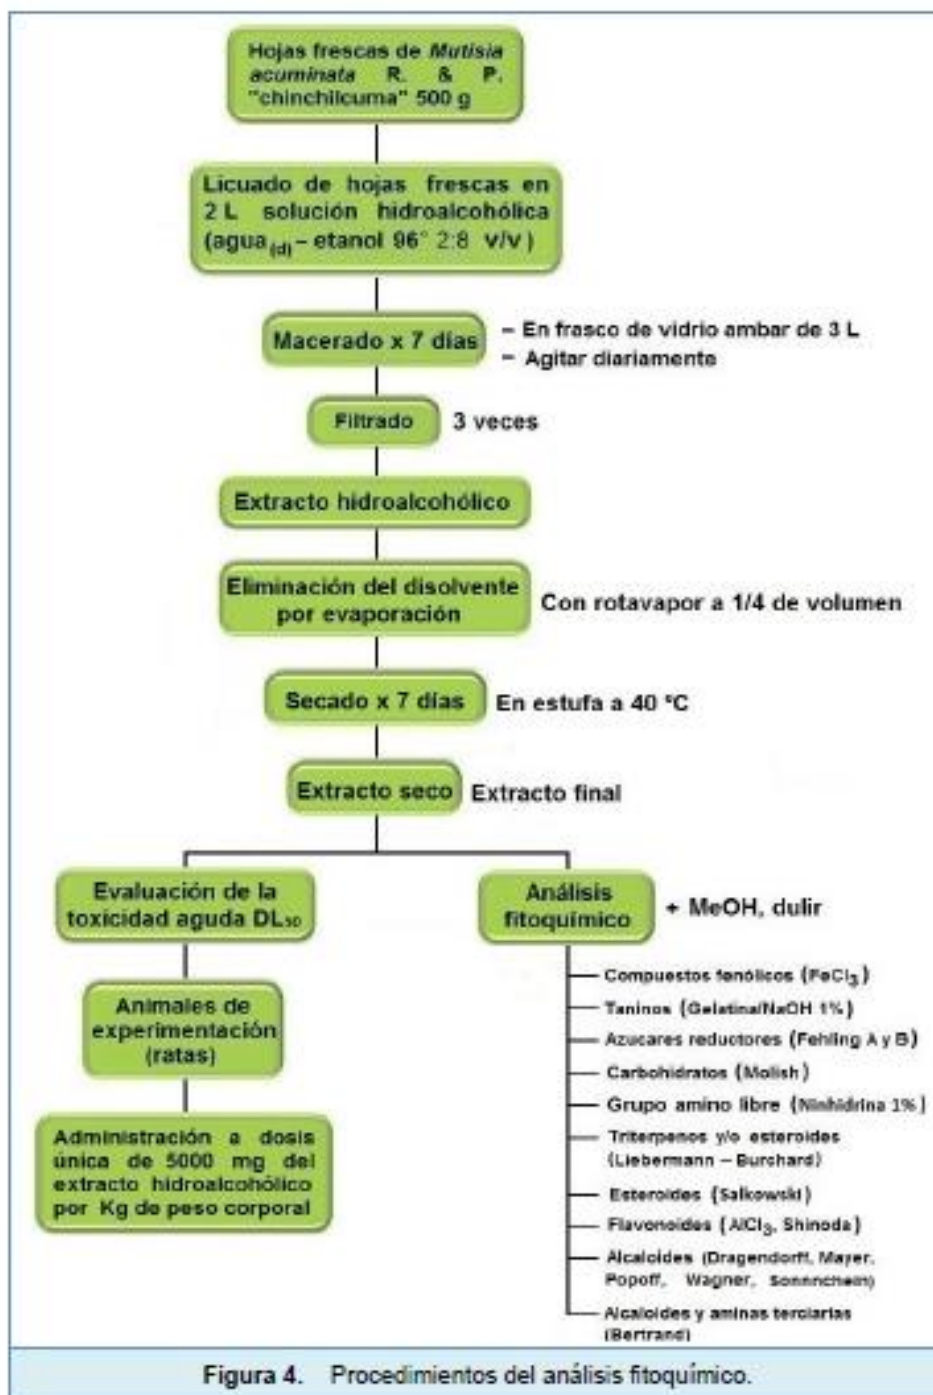 Hojas frescas de Mutisia
acuminata R. & P.
"chinchilcuma" 500 g
Licuado de hojas frescas en
2 L solución hidroalcohólica
(agua(d) – etanol 96° 2:8 v/v)
Macerado x 7 días
– En frasco de vidrio ambar de 3 L
– Agitar diariamente
Filtrado
3 veces
Extracto hidroalcohólico
Eliminación del disolvente
por evaporación
Con rotavapor a 1/4 de volumen
Secado x 7 días
En estufa a 40 °C
Extracto seco
Extracto final
Evaluación de la
toxicidad aguda DL₅₀
Animales de
experimentación
(ratas)
Administración a dosis
única de 5000 mg del
extracto hidroalcohólico
por Kg de peso corporal
Análisis
fitoquímico
+ MeOH, dulir
Compuestos fenólicos (FeCl₃)
Taninos (Gelatina/NaOH 1%)
Azucares reductores (Fehling A y B)
Carbohidratos (Molish)
Grupo amino libre (Ninhidrina 1%)
Triterpenos y/o esteroides
(Liebermann – Burchard)
Esteroides (Salkowski)
Flavonoides (AlCl₃, Shinoda)
Alcaloides (Dragendorff, Mayer,
Popoff, Wagner, Sonnnchein)
Alcaloides y aminas terciarias
(Bertrand)
Figura 4. Procedimientos del análisis fitoquímico.